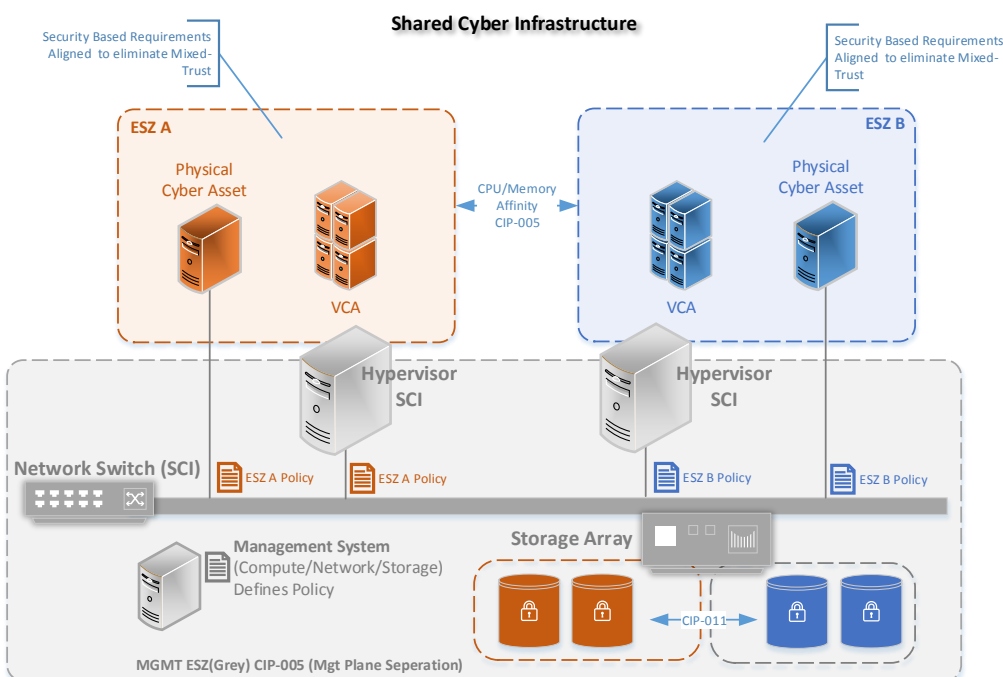 Shared Cyber Infrastructure
Security Based Requirements
Aligned to eliminate Mixed-
Trust
Security Based Requirements
Aligned to eliminate Mixed-
Trust
ESZ A
Physical
Cyber Asset
VCA
CPU/Memory
Affinity
CIP-005
ESZ B
Physical
Cyber Asset
VCA
Hypervisor
SCI
Hypervisor
SCI
Network Switch (SCI)
ESZ A Policy
ESZ A Policy
ESZ B Policy
ESZ B Policy
Management System
(Compute/Network/Storage)
Defines Policy
Storage Array
CIP-011
MGMT ESZ(Grey) CIP-005 (Mgt Plane Seperation)